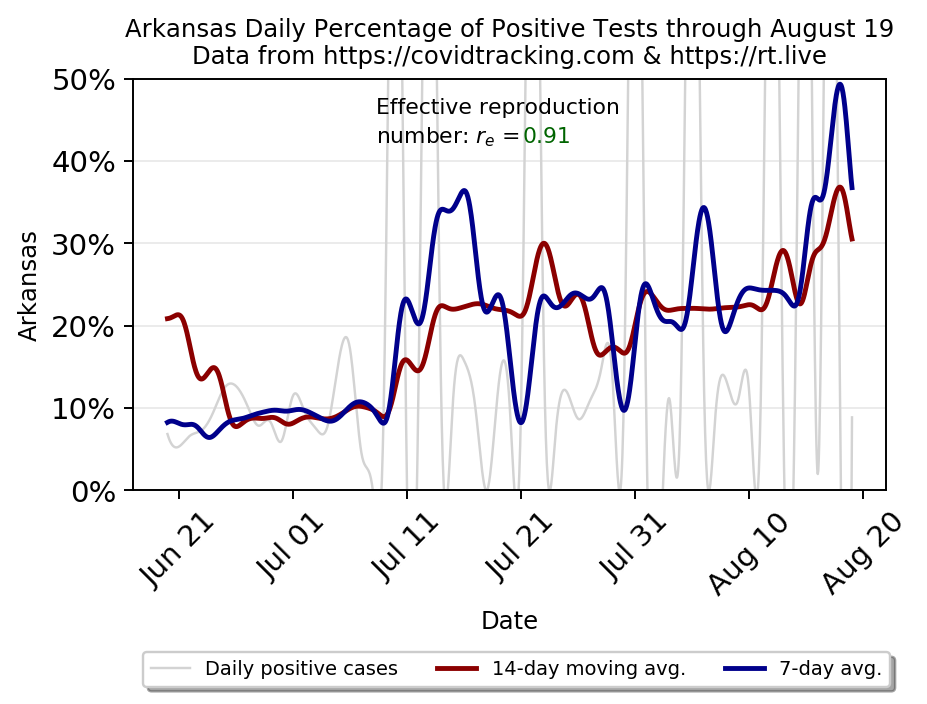 Arkansas Daily Percentage of Positive Tests through August 19
Data from https://covidtracking.com & https://rt.live
50%
Effective reproduction
number: rₑ =0.91
40%
30%
20%
10%
0%
Arkansas
Jun 21
Jul 01
Jul 11
Jul 21
Jul 31
Aug 10
Aug 20
Date
Daily positive cases
14-day moving avg.
7-day avg.